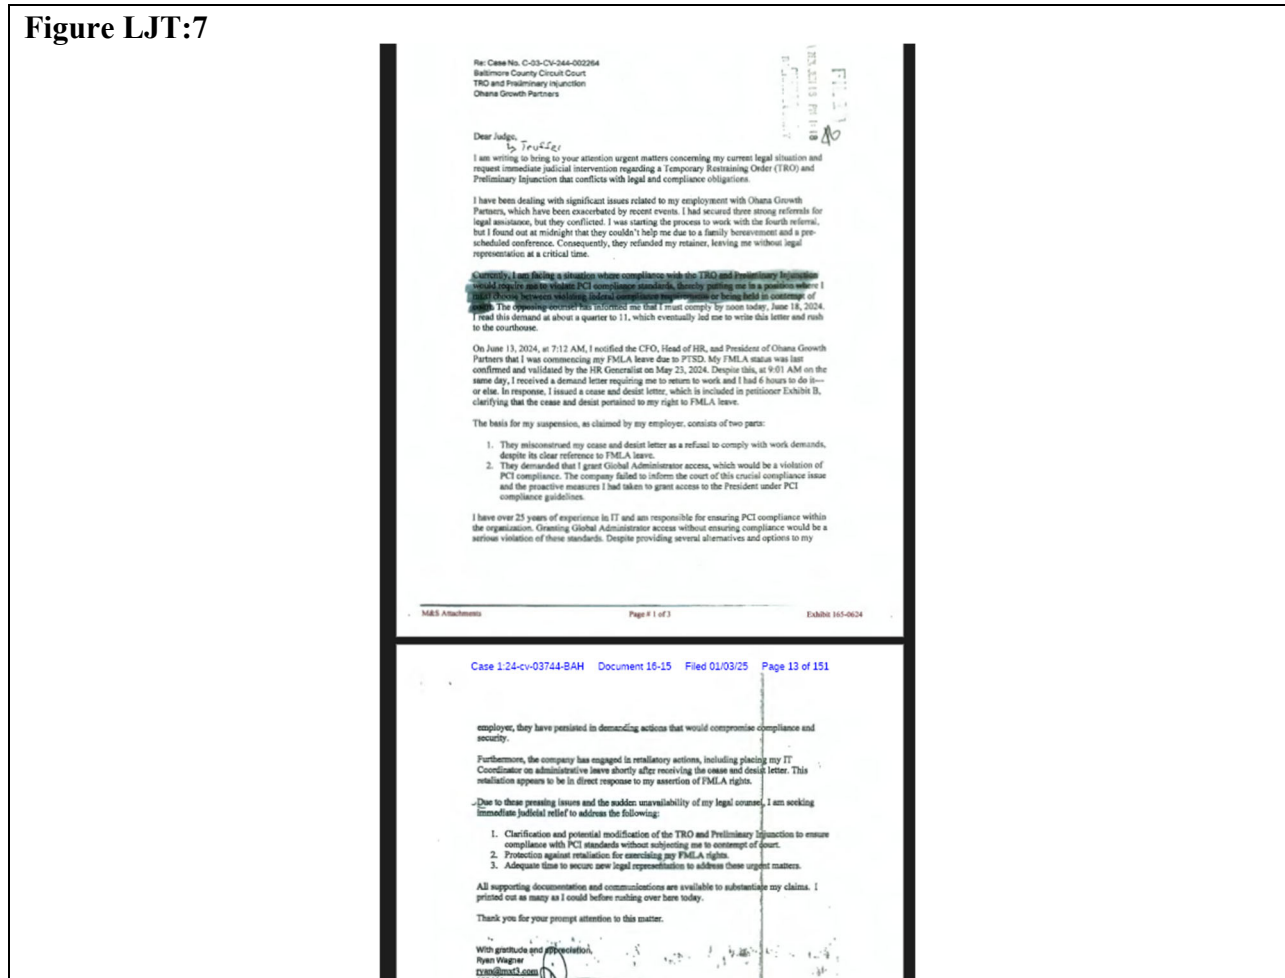 Figure LJT:7
Re: Case No. C-03-CV-244-002264
Baltimore County Circuit Court
TRO and Preliminary Injunction
Ohana Growth Partners
Dear Judge,
I am writing to bring to your attention urgent matters concerning my current legal situation and
request immediate judicial intervention regarding a Temporary Restraining Order (TRO) and
Preliminary Injunction that conflicts with legal and compliance obligations.
I have been dealing with significant issues related to my employment with Ohana Growth
Partners, which have been exacerbated by recent events. I had secured three strong referrals for
legal assistance, but they conflicted. I was starting the process to work with the fourth referral,
but I found out at midnight that they couldn't help me due to a family bereavement and a pre-
scheduled conference. Consequently, they refunded my retainer, leaving me without legal
representation at a critical time.
Currently, I am facing a situation where compliance with the TRO and Preliminary Injunction
would require me to violate PCI compliance standards, thereby putting me in a position where I
must choose between violating federal compliance requirements or being held in contempt of
court. The opposing counsel has informed me that I must comply by noon today, June 18, 2024.
I read this demand at about a quarter to 11, which eventually led me to write this letter and rush
to the courthouse.
On June 13, 2024, at 7:12 AM, I notified the CFO, Head of HR, and President of Ohana Growth
Partners that I was commencing my FMLA leave due to PTSD. My FMLA status was last
confirmed and validated by the HR Generalist on May 23, 2024. Despite this, at 9:01 AM on the
same day, I received a demand letter requiring me to return to work and I had 6 hours to do it—
or else. In response, I issued a cease and desist letter, which is included in petitioner Exhibit B,
clarifying that the cease and desist pertained to my right to FMLA leave.
The basis for my suspension, as claimed by my employer, consists of two parts:
1. They misconstrued my cease and desist letter as a refusal to comply with work demands,
despite its clear reference to FMLA leave.
2. They demanded that I grant Global Administrator access, which would be a violation of
PCI compliance. The company failed to inform the court of this crucial compliance issue
and the proactive measures I had taken to grant access to the President under PCI
compliance guidelines.
I have over 25 years of experience in IT and am responsible for ensuring PCI compliance within
the organization. Granting Global Administrator access without ensuring compliance would be a
serious violation of these standards. Despite providing several alternatives and options to my
M&S Attachments Page # 1 of 3 Exhibit 165-0624
Case 1:24-cv-03744-BAH Document 16-15 Filed 01/03/25 Page 13 of 151
employer, they have persisted in demanding actions that would compromise compliance and
security.
Furthermore, the company has engaged in retaliatory actions, including placing my IT
Coordinator on administrative leave shortly after receiving the cease and desist letter. This
retaliation appears to be in direct response to my assertion of FMLA rights.
Due to these pressing issues and the sudden unavailability of my legal counsel, I am seeking
immediate judicial relief to address the following:
1. Clarification and potential modification of the TRO and Preliminary Injunction to ensure
compliance with PCI standards without subjecting me to contempt of court.
2. Protection against retaliation for exercising my FMLA rights.
3. Adequate time to secure new legal representation to address these urgent matters.
All supporting documentation and communications are available to substantiate my claims. I
printed out as many as I could before rushing over here today.
Thank you for your prompt attention to this matter.
With gratitude and appreciation,
Ryan Wagner
ryan@mxt3.com